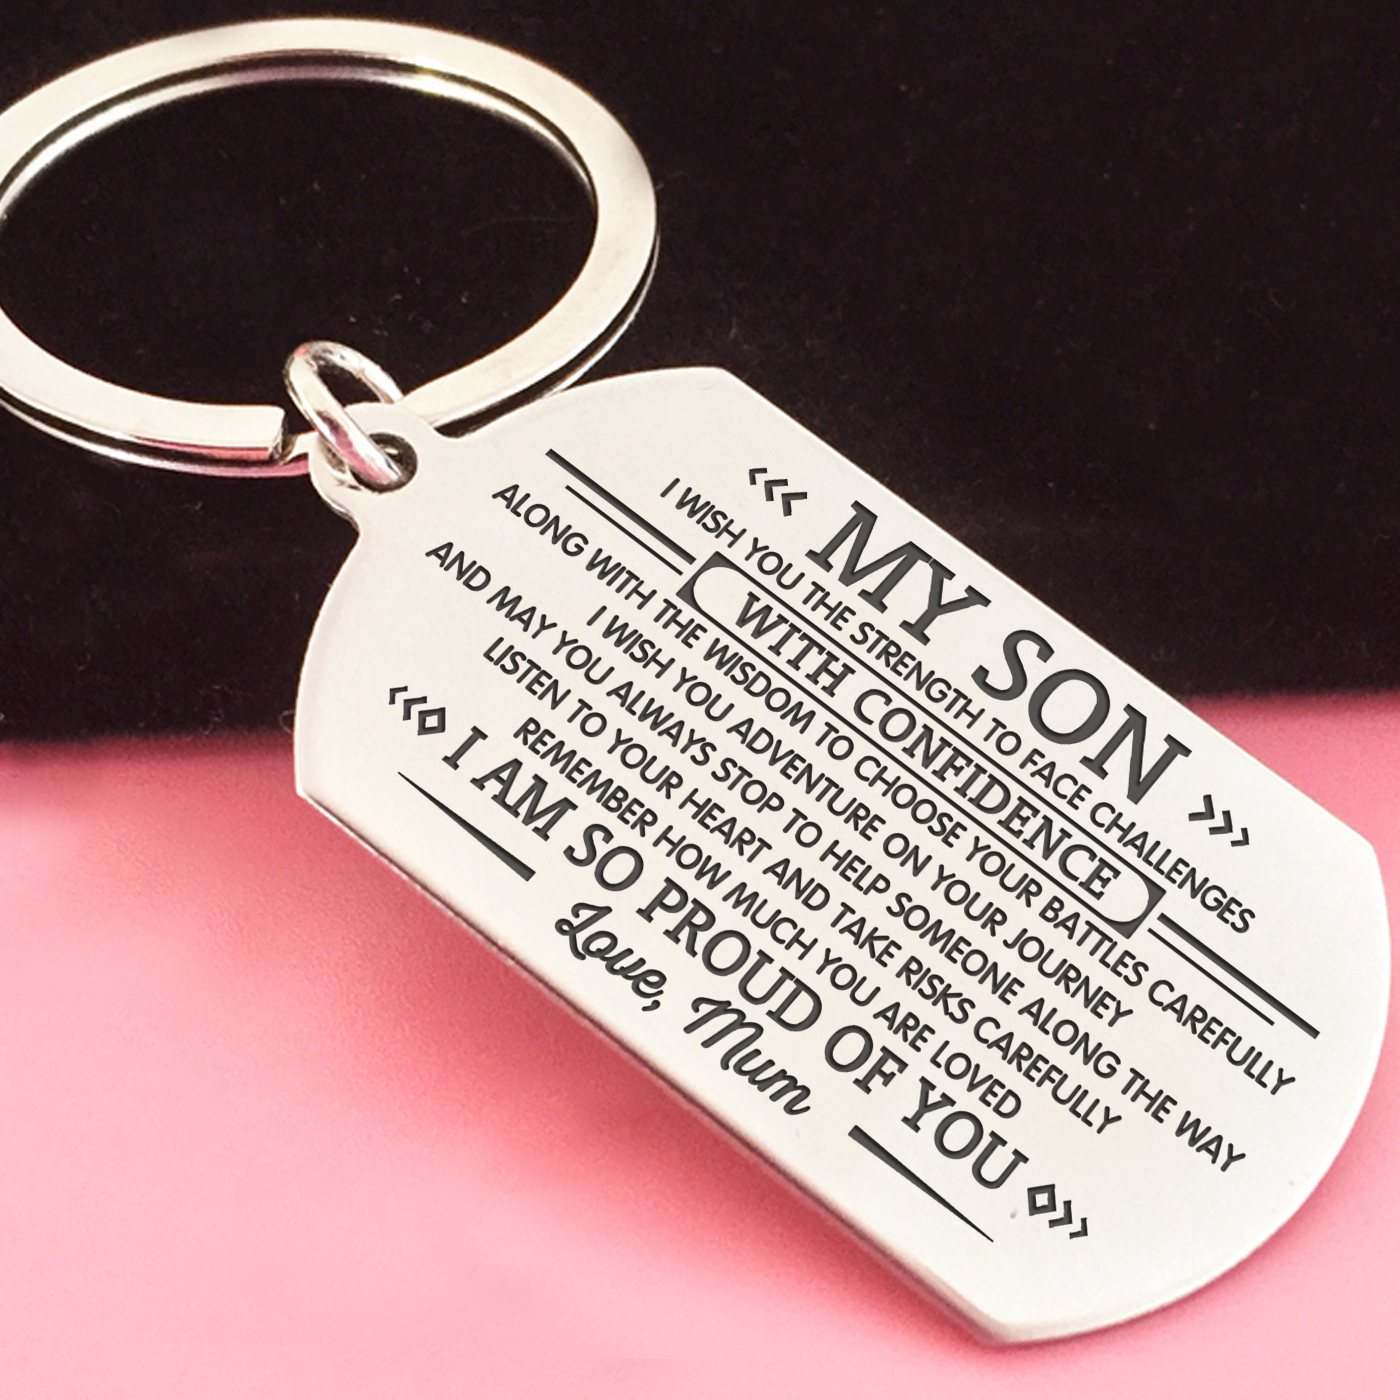 MY SON
I WISH YOU THE STRENGTH TO FACE CHALLENGES
WITH CONFIDENCE
ALONG WITH THE WISDOM TO CHOOSE YOUR BATTLES CAREFULLY
I WISH YOU ADVENTURE ON YOUR JOURNEY
AND MAY YOU ALWAYS STOP TO HELP SOMEONE ALONG THE WAY
LISTEN TO YOUR HEART AND TAKE RISKS CAREFULLY
REMEMBER HOW MUCH YOU ARE LOVED
I AM SO PROUD OF YOU
Love, Mum